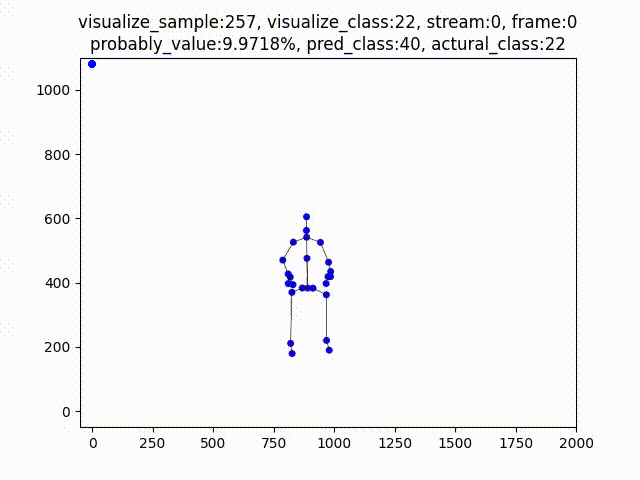 visualize_sample:257, visualize_class:22, stream:0, frame:0
probably_value:9.9718%, pred_class:40, actural_class:22
1000
800
600
400
200
0
0 250 500 750 1000 1250 1500 1750 2000